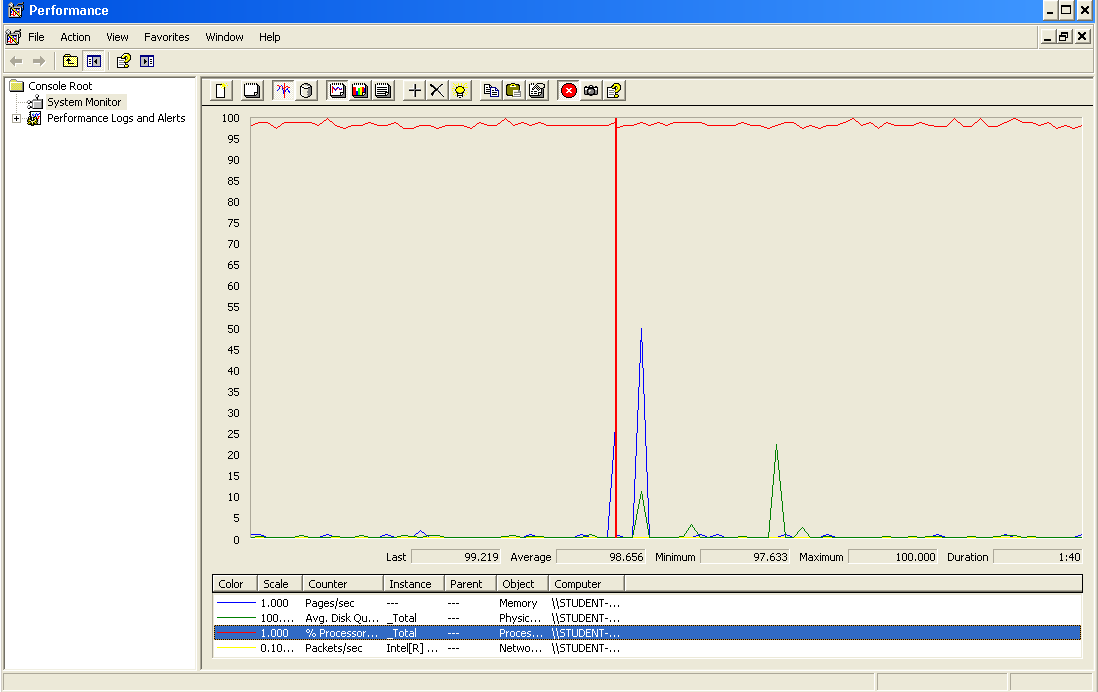 Performance
File Action View Favorites Window Help
Console Root
System Monitor
Performance Logs and Alerts
100
95
90
85
80
75
70
65
60
55
50
45
40
35
30
25
20
15
10
5
0
Last 99.219 Average 98.656 Minimum 97.633 Maximum 100.000 Duration 1:40
Color Scale Counter Instance Parent Object Computer
1.000 Pages/sec --- --- Memory \\STUDENT-...
100.... Avg. Disk Qu... _Total --- Physic... \\STUDENT-...
1.000 % Processor... _Total --- Proces... \\STUDENT-...
0.10... Packets/sec Intel[R] ... --- Netwo... \\STUDENT-...